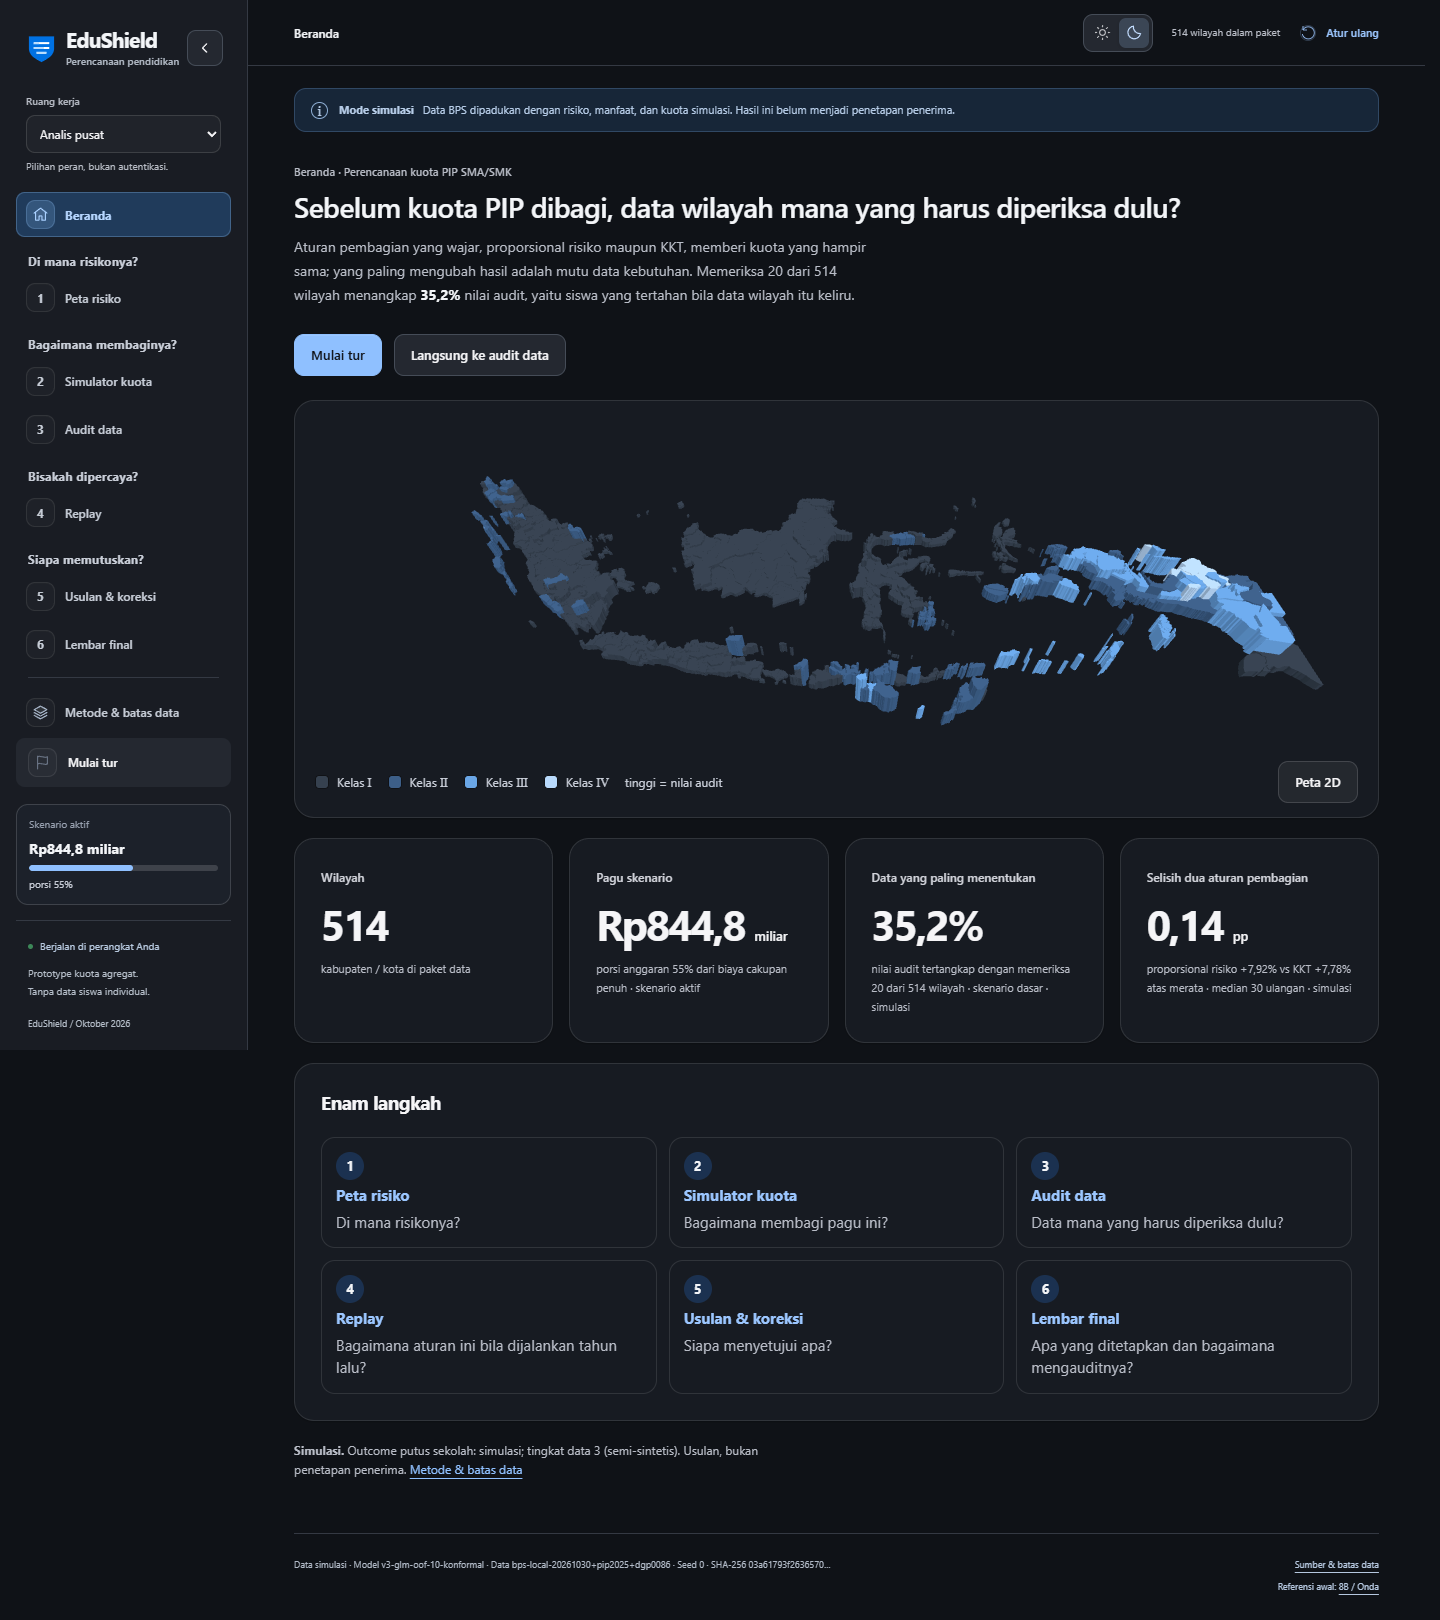 EduShield
Perencanaan pendidikan
Ruang kerja
Analis pusat
Pilihan peran, bukan autentikasi.
Beranda
Di mana risikonya?
1 Peta risiko
Bagaimana membaginya?
2 Simulator kuota
3 Audit data
Bisakah dipercaya?
4 Replay
Siapa memutuskan?
5 Usulan & koreksi
6 Lembar final
Metode & batas data
Mulai tur
Skenario aktif
Rp844,8 miliar
porsi 55%
Berjalan di perangkat Anda
Prototype kuota agregat.
Tanpa data siswa individual.
EduShield / Oktober 2026
Beranda
514 wilayah dalam paket
Atur ulang
Mode simulasi Data BPS dipadukan dengan risiko, manfaat, dan kuota simulasi. Hasil ini belum menjadi penetapan penerima.
Beranda · Perencanaan kuota PIP SMA/SMK
Sebelum kuota PIP dibagi, data wilayah mana yang harus diperiksa dulu?
Aturan pembagian yang wajar, proporsional risiko maupun KKT, memberi kuota yang hampir
sama; yang paling mengubah hasil adalah mutu data kebutuhan. Memeriksa 20 dari 514
wilayah menangkap 35,2% nilai audit, yaitu siswa yang tertahan bila data wilayah itu keliru.
Mulai tur
Langsung ke audit data
Kelas I Kelas II Kelas III Kelas IV tinggi = nilai audit
Peta 2D
Wilayah
514
kabupaten / kota di paket data
Pagu skenario
Rp844,8 miliar
porsi anggaran 55% dari biaya cakupan
penuh · skenario aktif
Data yang paling menentukan
35,2%
nilai audit tertangkap dengan memeriksa
20 dari 514 wilayah · skenario dasar ·
simulasi
Selisih dua aturan pembagian
0,14 pp
proporsional risiko +7,92% vs KKT +7,78%
atas merata · median 30 ulangan · simulasi
Enam langkah
1
Peta risiko
Di mana risikonya?
2
Simulator kuota
Bagaimana membagi pagu ini?
3
Audit data
Data mana yang harus diperiksa dulu?
4
Replay
Bagaimana aturan ini bila dijalankan tahun
lalu?
5
Usulan & koreksi
Siapa menyetujui apa?
6
Lembar final
Apa yang ditetapkan dan bagaimana
mengauditnya?
Simulasi. Outcome putus sekolah: simulasi; tingkat data 3 (semi-sintetis). Usulan, bukan
penetapan penerima. Metode & batas data
Data simulasi · Model v3-glm-oof-10-konformal · Data bps-local-20261030+pip2025+dgp0086 · Seed 0 · SHA-256 03a61793f2636570...
Sumber & batas data
Referensi awal: 8B / Onda